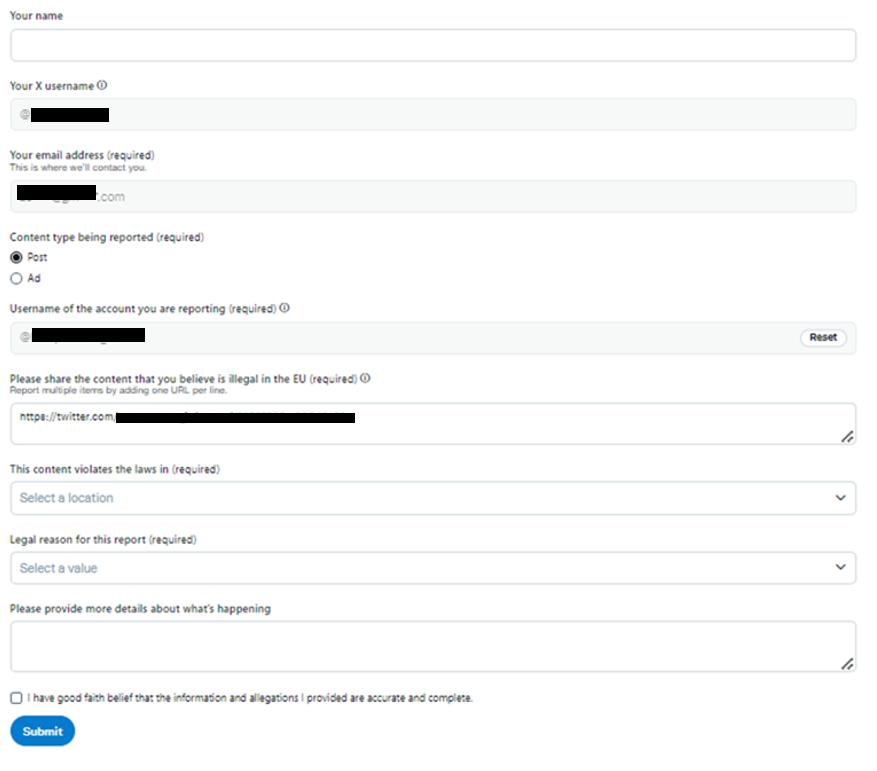 Your name
Your X username
@
Your email address (required)
This is where we'll contact you.
.com
Content type being reported (required)
Post
Ad
Username of the account you are reporting (required)
@
Reset
Please share the content that you believe is illegal in the EU (required)
Report multiple items by adding one URL per line.
https://twitter.com/
This content violates the laws in (required)
Select a location
Legal reason for this report (required)
Select a value
Please provide more details about what's happening
I have good faith belief that the information and allegations I provided are accurate and complete.
Submit